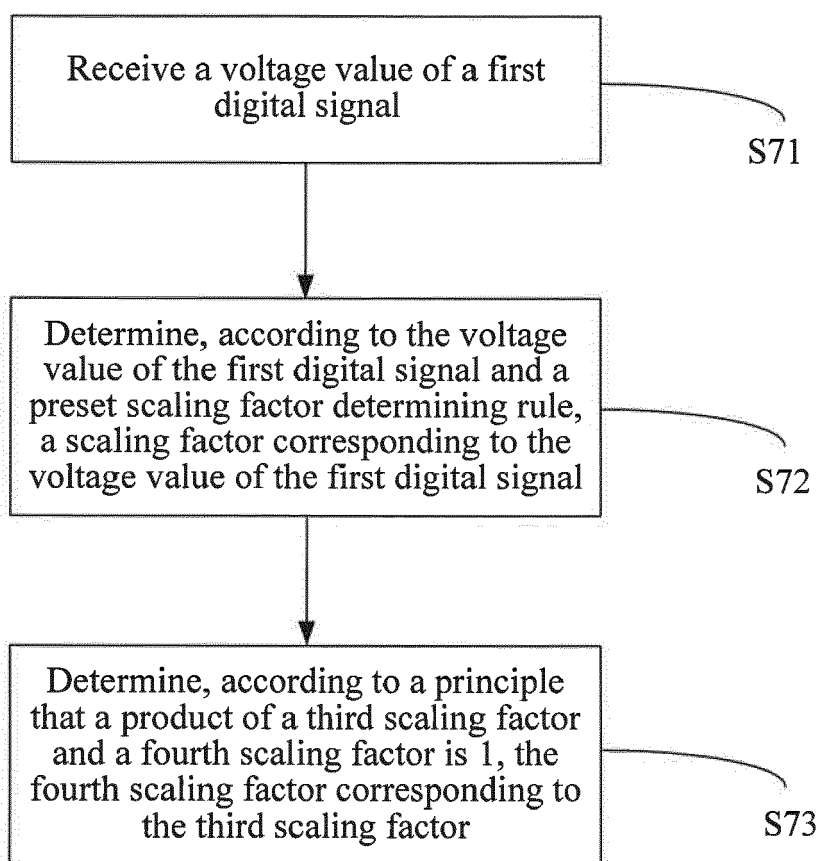 Receive a voltage value of a first
digital signal
S71
Determine, according to the voltage
value of the first digital signal and a
preset scaling factor determining rule,
a scaling factor corresponding to the
voltage value of the first digital signal
S72
Determine, according to a principle
that a product of a third scaling factor
and a fourth scaling factor is 1, the
fourth scaling factor corresponding to
the third scaling factor
S73